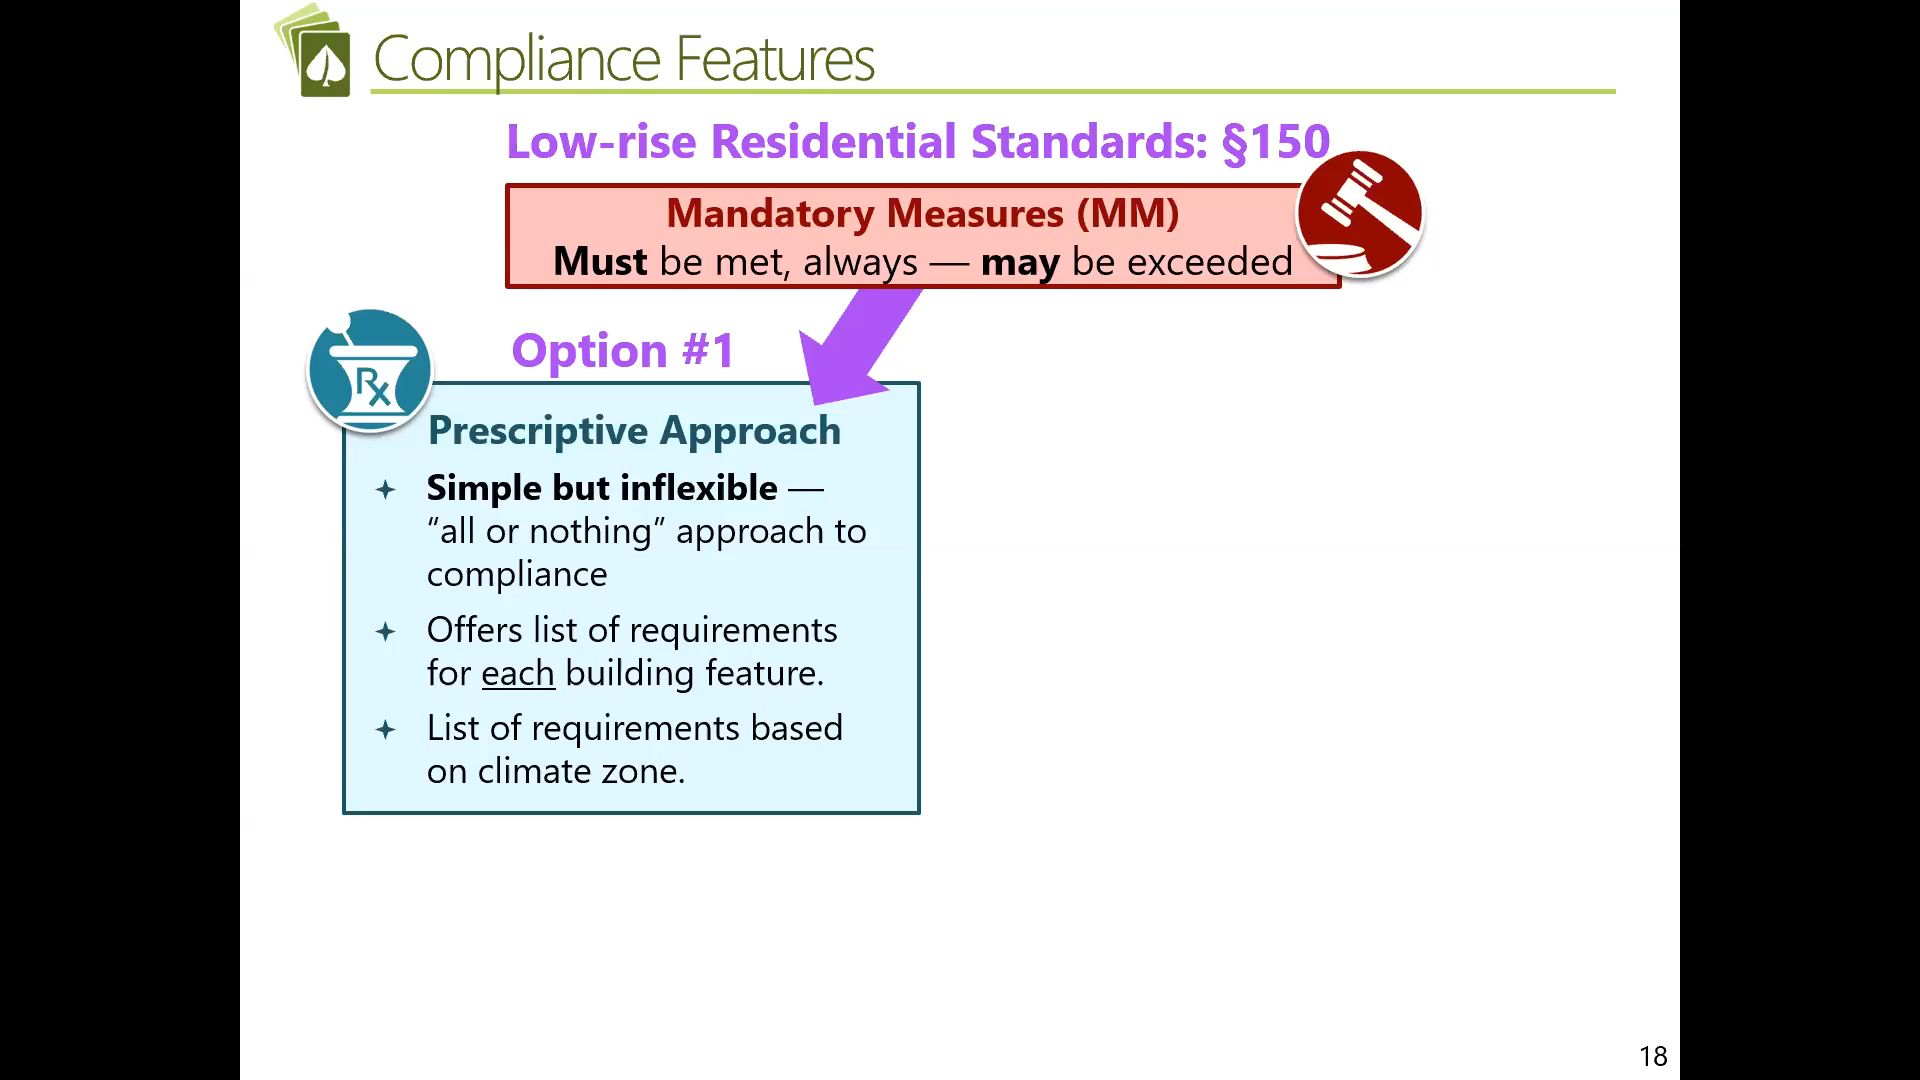 Compliance Features
Low-rise Residential Standards: §150
Mandatory Measures (MM)
Must be met, always — may be exceeded
Option #1
Rx
Prescriptive Approach
Simple but inflexible —
“all or nothing” approach to
compliance
Offers list of requirements
for each building feature.
List of requirements based
on climate zone.
18